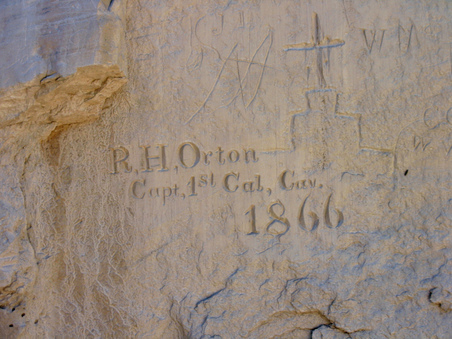 W M
R. H. Orton
Capt, 1st Cal, Cav.
1866